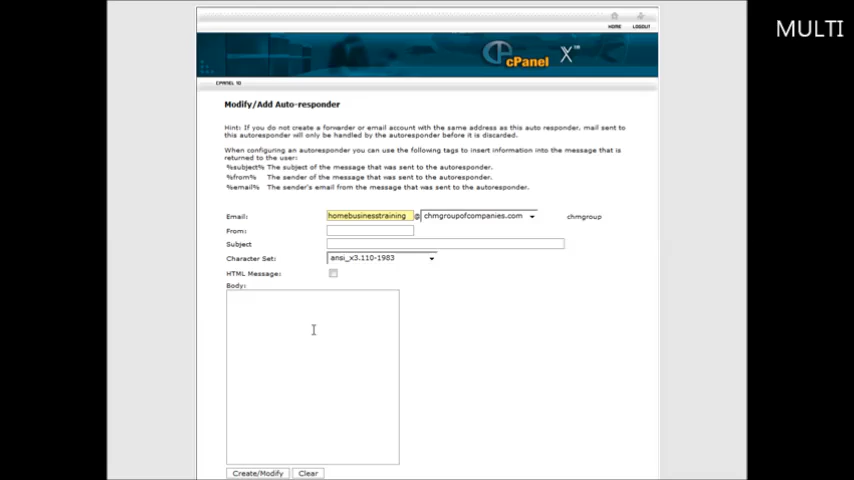 MULTI
HOME LOGOUT
cPanel X™
CPANEL 10
Modify/Add Auto-responder
Hint: If you do not create a forwarder or email account with the same address as this auto responder, mail sent to
this autoresponder will only be handled by the autoresponder before it is discarded.
When configuring an autoresponder you can use the following tags to insert information into the message that is
returned to the user:
%subject% The subject of the message that was sent to the autoresponder.
%from% The sender of the message that was sent to the autoresponder.
%email% The sender's email from the message that was sent to the autoresponder.
Email: homebusinesstraining @ chmgroupofcompanies.com chmgroup
From:
Subject
Character Set: ansi_x3.110-1983
HTML Message:
Body:
Create/Modify Clear